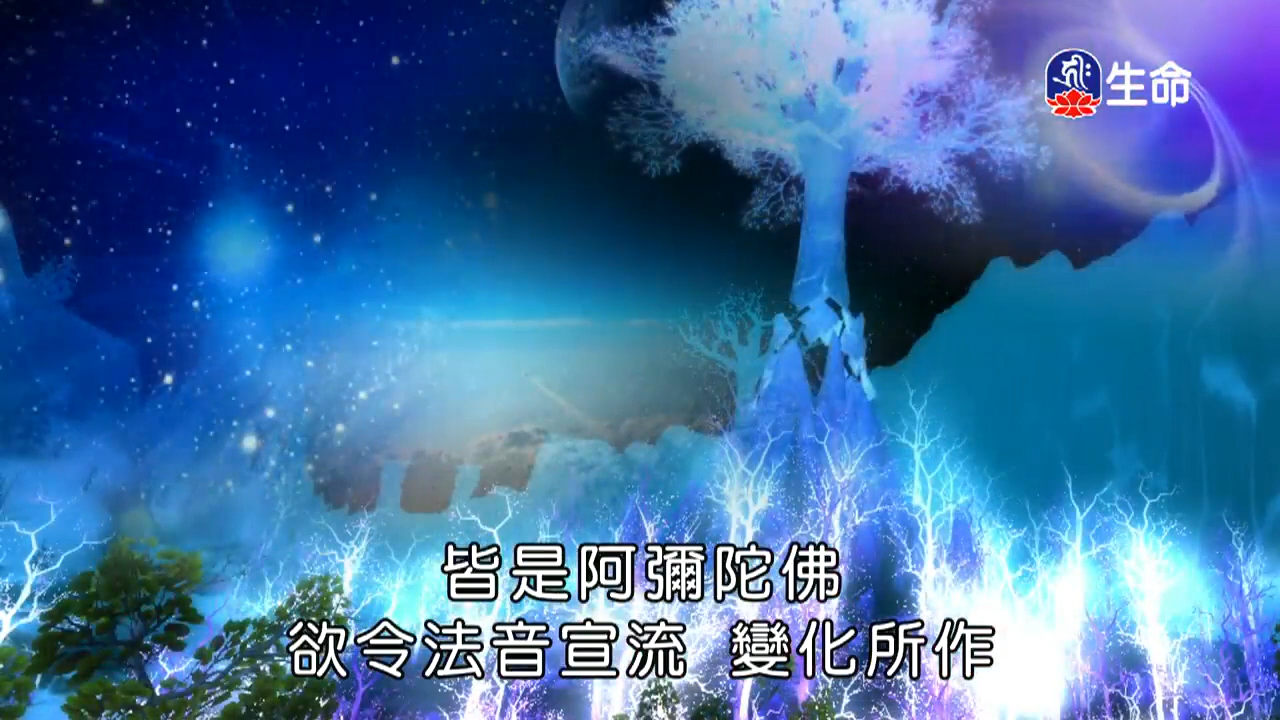 生命
皆是阿彌陀佛
欲令法音宣流 變化所作